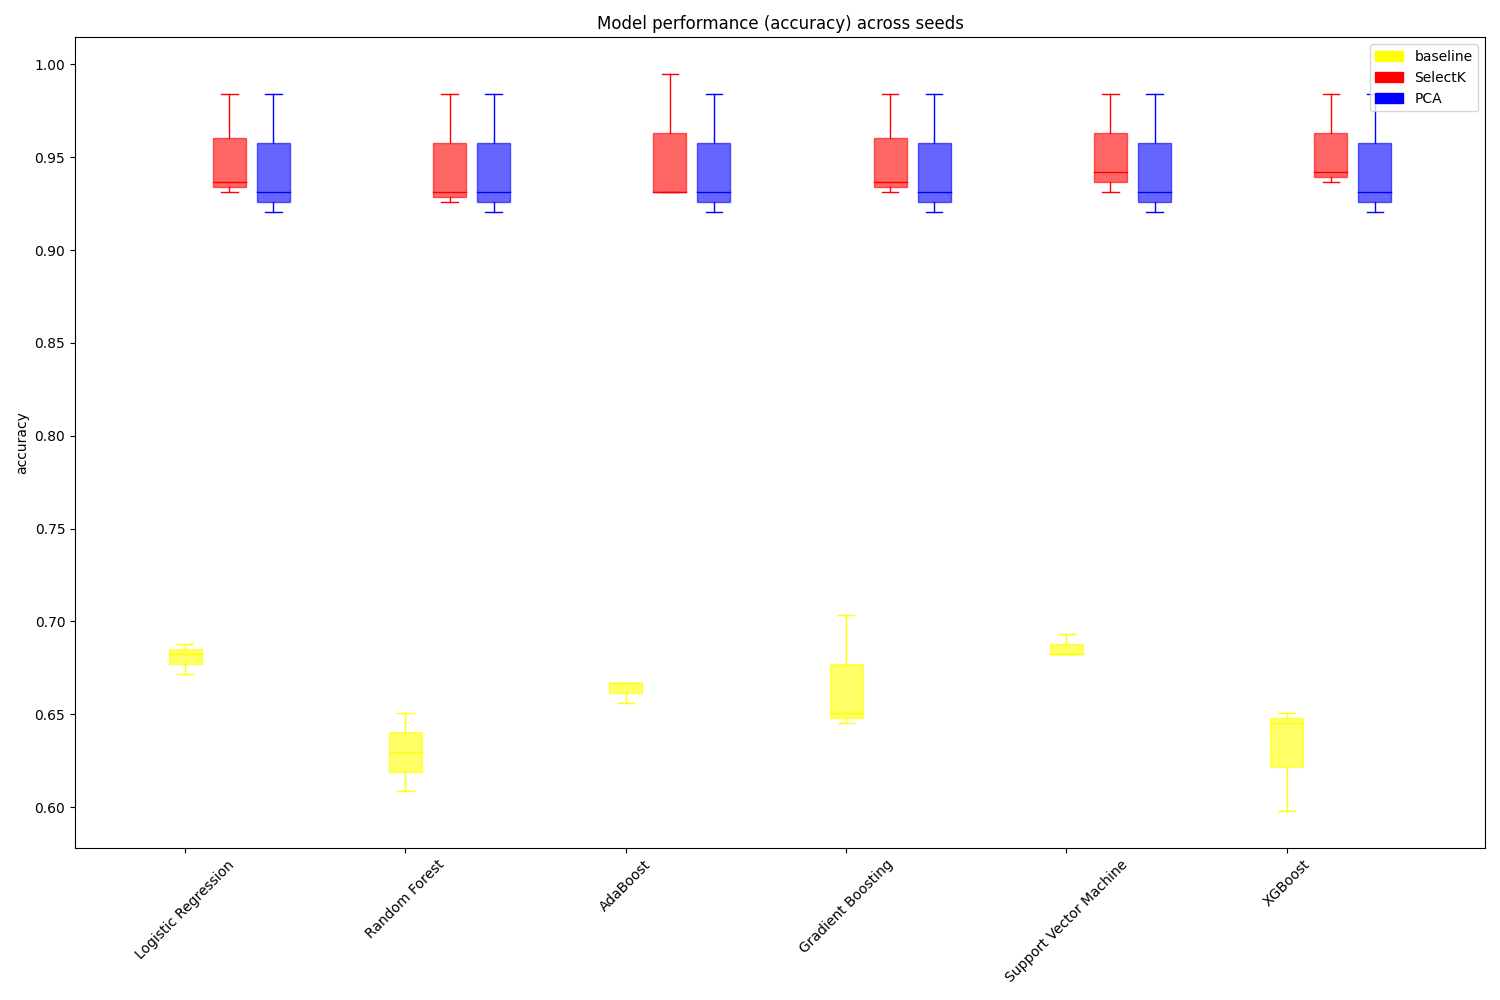 Model performance (accuracy) across seeds
baseline
SelectK
PCA
1.00
0.95
0.90
0.85
0.80
0.75
0.70
0.65
0.60
accuracy
Logistic Regression
Random Forest
AdaBoost
Gradient Boosting
Support Vector Machine
XGBoost